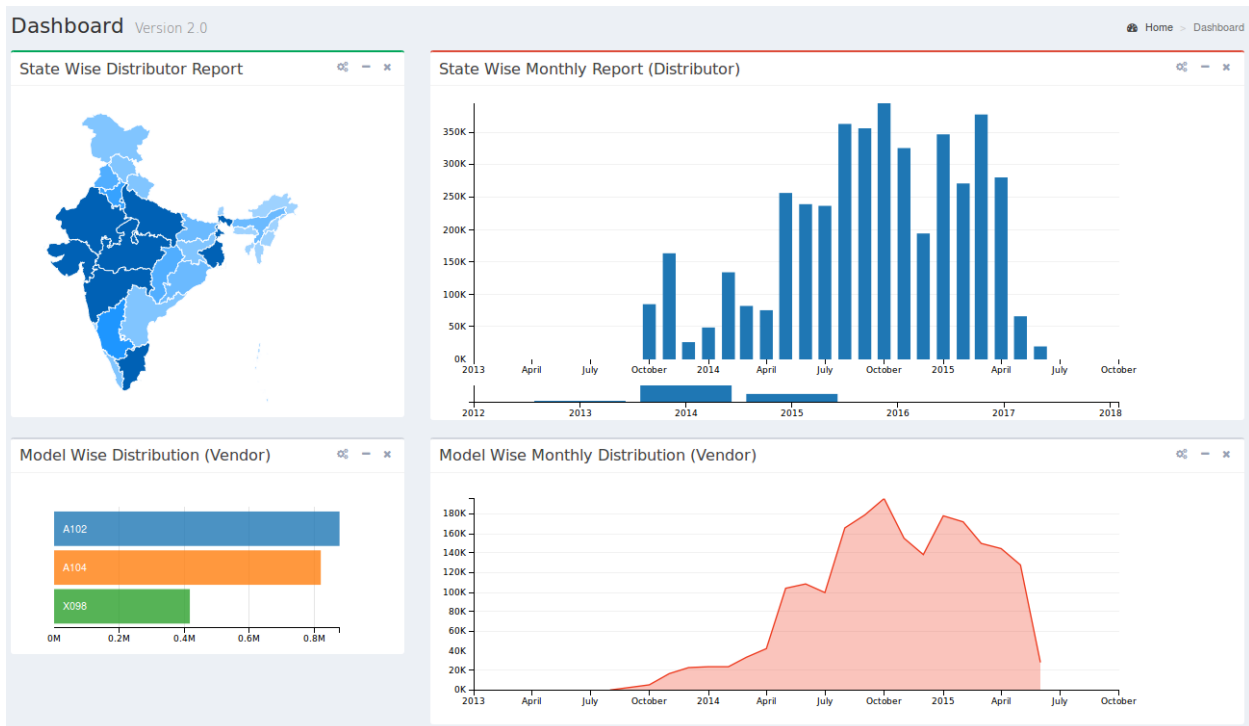 Dashboard Version 2.0
Home > Dashboard
State Wise Distributor Report
State Wise Monthly Report (Distributor)
350K
300K
250K
200K
150K
100K
50K
0K
2013 April July October 2014 April July October 2015 April July October
2012 2013 2014 2015 2016 2017 2018
Model Wise Distribution (Vendor)
A102
A104
X098
0M 0.2M 0.4M 0.6M 0.8M
Model Wise Monthly Distribution (Vendor)
180K
160K
140K
120K
100K
80K
60K
40K
20K
0K
2013 April July October 2014 April July October 2015 April July October